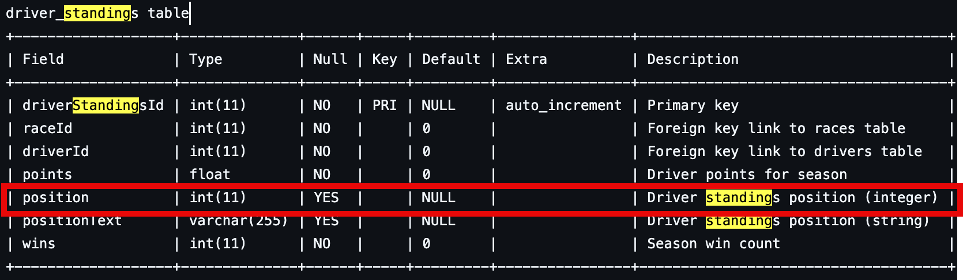 driver_standings table
+--------------------+--------------+------+-----+---------+----------------+---------------------------------------+
| Field | Type | Null | Key | Default | Extra | Description |
+--------------------+--------------+------+-----+---------+----------------+---------------------------------------+
| driverStandingsId | int(11) | NO | PRI | NULL | auto_increment | Primary key |
| raceId | int(11) | NO | | 0 | | Foreign key link to races table |
| driverId | int(11) | NO | | 0 | | Foreign key link to drivers table |
| points | float | NO | | 0 | | Driver points for season |
| position | int(11) | YES | | NULL | | Driver standings position (integer) |
| positionText | varchar(255) | YES | | NULL | | Driver standings position (string) |
| wins | int(11) | NO | | 0 | | Season win count |
+--------------------+--------------+------+-----+---------+----------------+---------------------------------------+